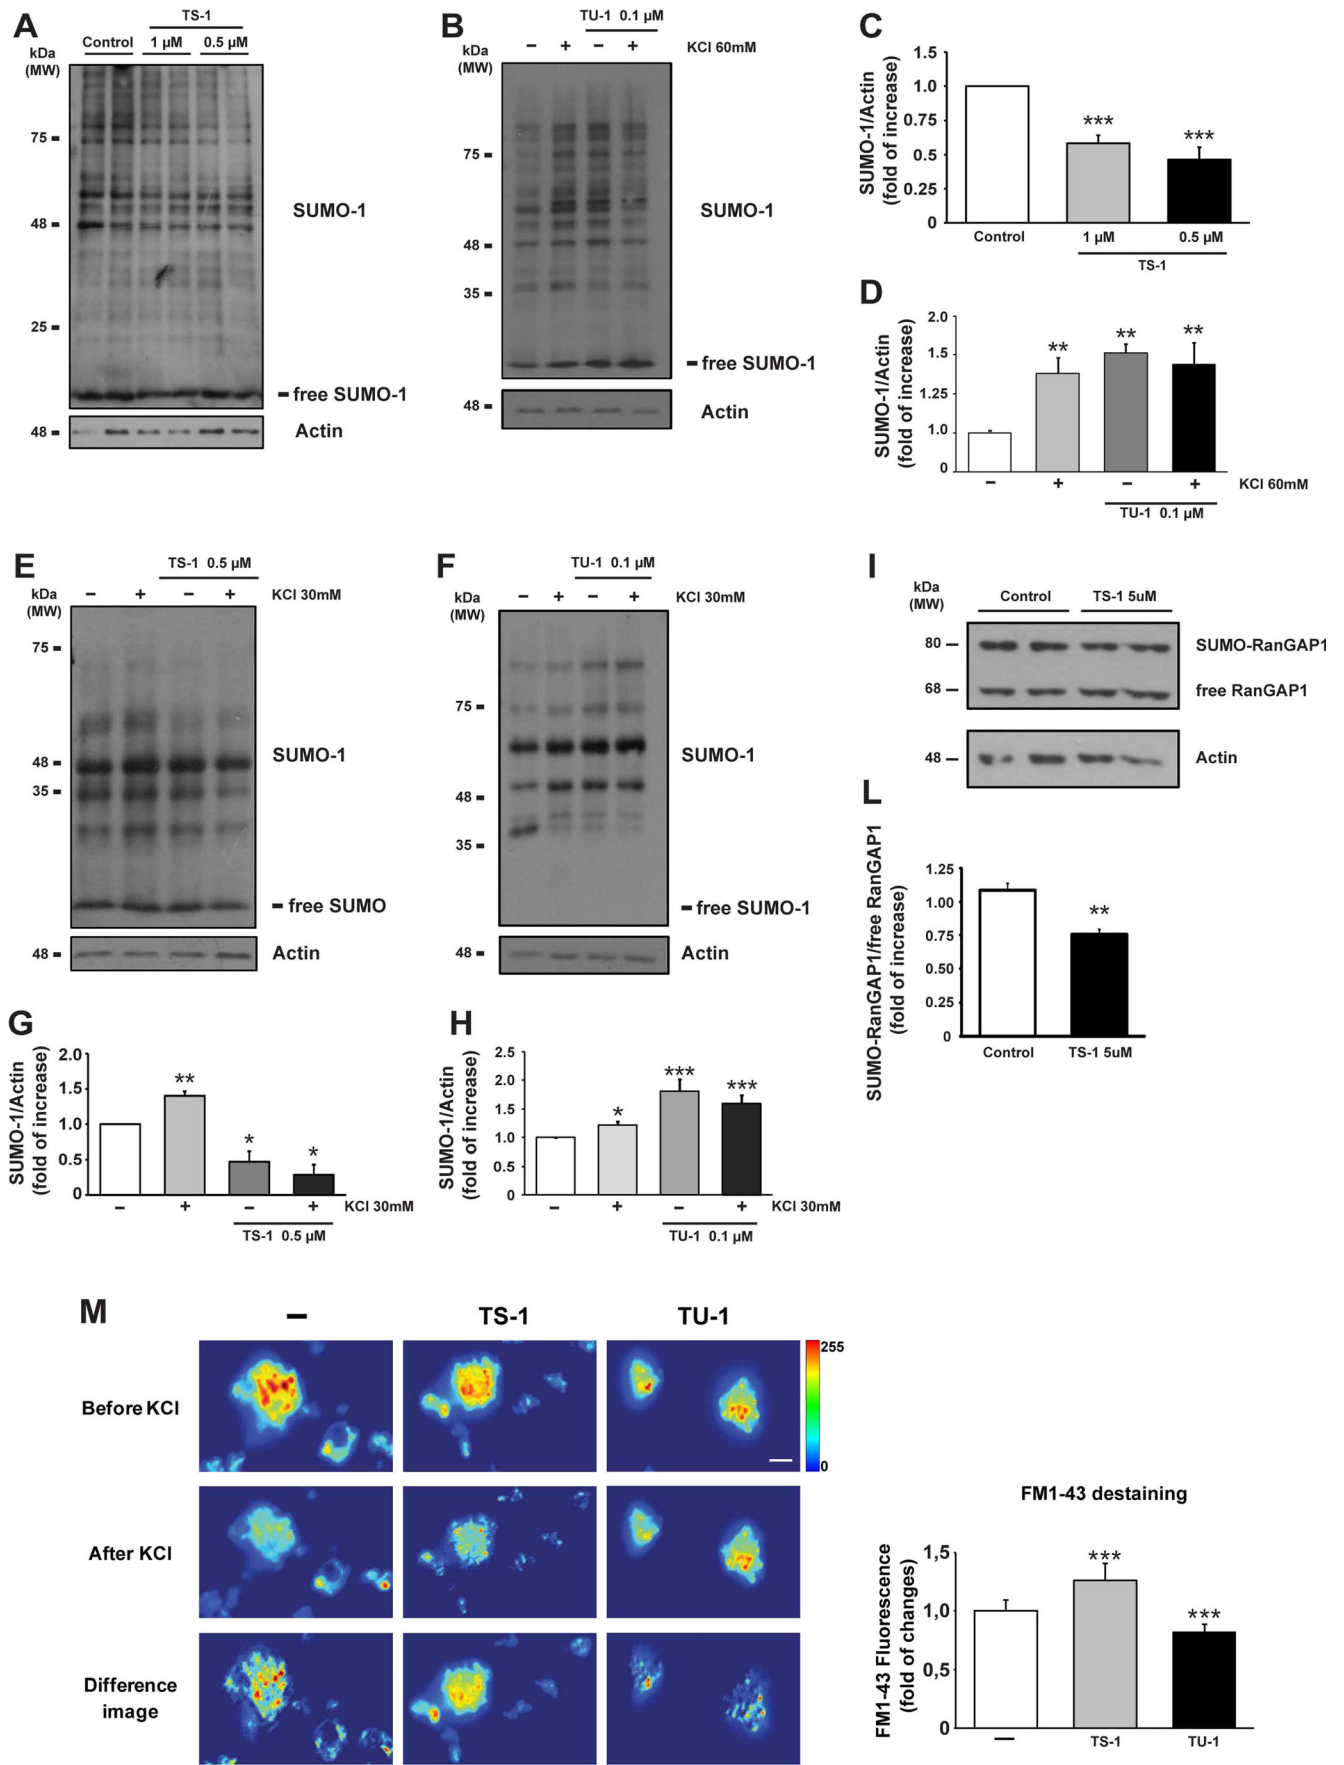 A
TS-1
kDa
(MW)
Control
1 µM
0.5 µM
75
48
25
48
SUMO-1
free SUMO-1
Actin
B
TU-1 0.1 µM
kDa
(MW)
– + – +
KCl 60mM
75
48
35
48
SUMO-1
free SUMO-1
Actin
C
SUMO-1/Actin
(fold of increase)
1.5
1.0
0.75
0.5
0.25
0
***
***
Control
1 µM
0.5 µM
TS-1
D
SUMO-1/Actin
(fold of increase)
2.0
1.5
1.25
1.0
0
**
**
**
– + – +
KCl 60mM
TU-1 0.1 µM
E
TS-1 0.5 µM
kDa
(MW)
– + – +
KCl 30mM
75
48
35
48
SUMO-1
free SUMO
Actin
F
TU-1 0.1 µM
kDa
(MW)
– + – +
KCl 30mM
75
48
35
48
SUMO-1
free SUMO-1
Actin
I
kDa
(MW)
Control
TS-1 5uM
80
68
48
SUMO-RanGAP1
free RanGAP1
Actin
L
SUMO-RanGAP1/free RanGAP1
(fold of increase)
1.25
1.00
0.75
0.50
0.25
0
**
Control
TS-1 5uM
G
SUMO-1/Actin
(fold of increase)
2.0
1.5
1.0
0.5
0
**
*
*
– + – +
KCl 30mM
TS-1 0.5 µM
H
SUMO-1/Actin
(fold of increase)
2.5
2.0
1.5
1.0
0.5
0
*
***
***
– + – +
KCl 30mM
TU-1 0.1 µM
M
–
TS-1
TU-1
Before KCl
After KCl
Difference
image
255
0
FM1-43 destaining
FM1-43 Fluorescence
(fold of changes)
1,5
1,0
0,5
0
***
***
–
TS-1
TU-1